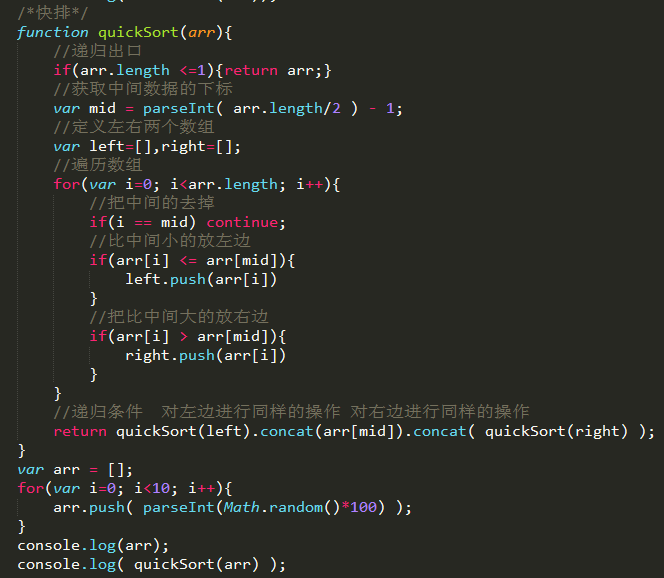 /*快排*/
function quickSort(arr){
    //递归出口
    if(arr.length <=1){return arr;}
    //获取中间数据的下标
    var mid = parseInt( arr.length/2 ) - 1;
    //定义左右两个数组
    var left=[],right=[];
    //遍历数组
    for(var i=0; i<arr.length; i++){
        //把中间的去掉
        if(i == mid) continue;
        //比中间小的放左边
        if(arr[i] <= arr[mid]){
            left.push(arr[i])
        }
        //把比中间大的放右边
        if(arr[i] > arr[mid]){
            right.push(arr[i])
        }
    }
    //递归条件  对左边进行同样的操作 对右边进行同样的操作
    return quickSort(left).concat(arr[mid]).concat( quickSort(right) );
}
var arr = [];
for(var i=0; i<10; i++){
    arr.push( parseInt(Math.random()*100) );
}
console.log(arr);
console.log( quickSort(arr) );